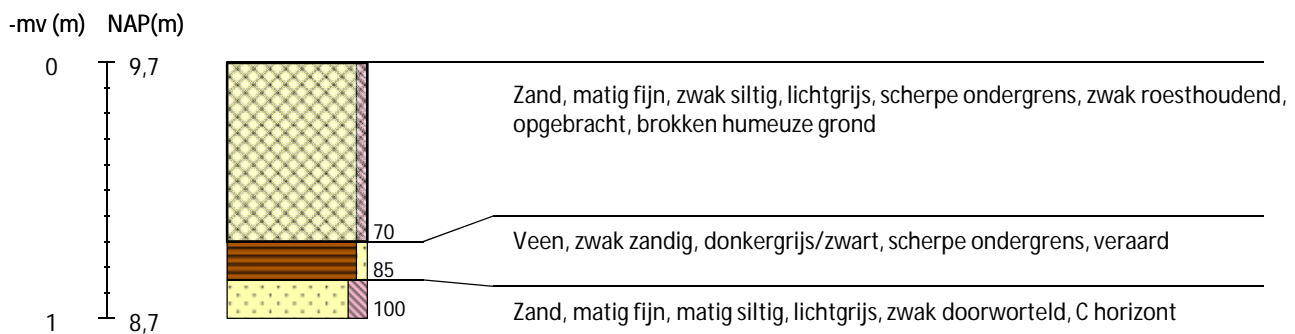 -mv (m) NAP(m)
0 9,7
Zand, matig fijn, zwak siltig, lichtgrijs, scherpe ondergrens, zwak roesthoudend,
opgebracht, brokken humeuze grond
70
Veen, zwak zandig, donkergrijs/zwart, scherpe ondergrens, veraard
85
100
Zand, matig fijn, matig siltig, lichtgrijs, zwak doorworteld, C horizont
1 8,7